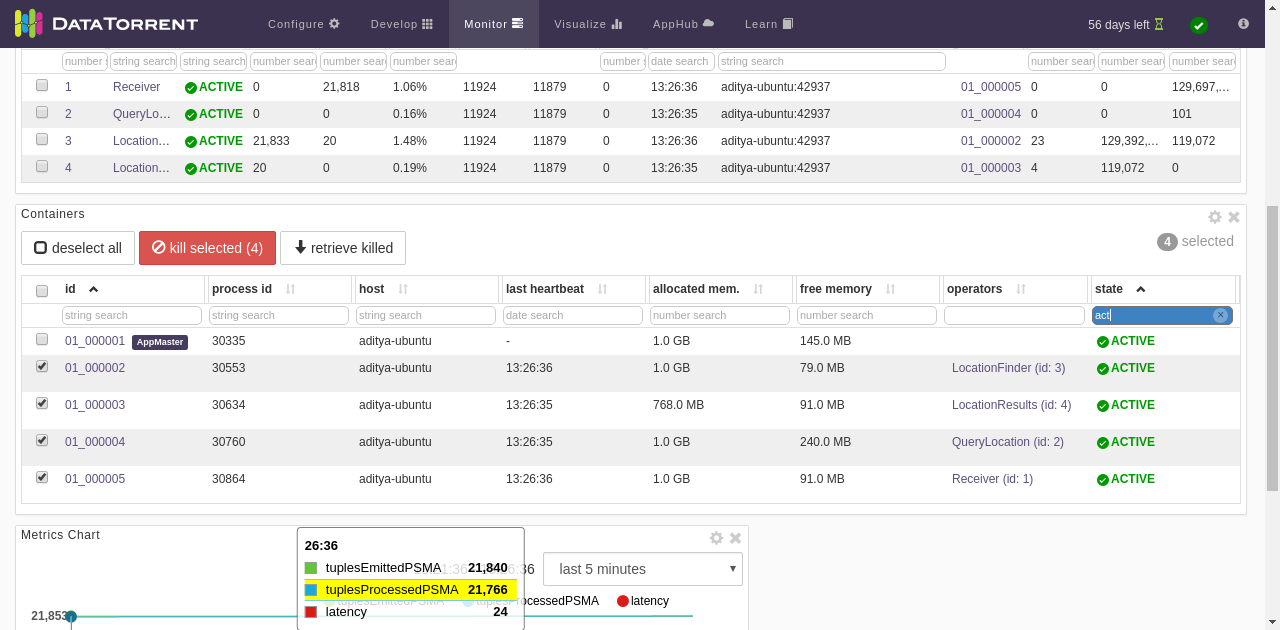 DATATORRENT Configure Develop Monitor Visualize AppHub Learn 56 days left
number s string search string search number sear number sear number sear number s date search string search number sear number sear number sear
1 Receiver ACTIVE 0 21,818 1.06% 11924 11879 0 13:26:36 aditya-ubuntu:42937 01_000005 0 0 129,697,...
2 QueryLo... ACTIVE 0 0 0.16% 11924 11879 0 13:26:35 aditya-ubuntu:42937 01_000004 0 0 101
3 Location... ACTIVE 21,833 20 1.48% 11924 11879 0 13:26:36 aditya-ubuntu:42937 01_000002 23 129,392,... 119,072
4 Location... ACTIVE 20 0 0.19% 11924 11879 0 13:26:35 aditya-ubuntu:42937 01_000003 4 119,072 0
Containers
deselect all kill selected (4) retrieve killed 4 selected
id process id host last heartbeat allocated mem. free memory operators state
string search string search string search date search number search number search act
01_000001 AppMaster 30335 aditya-ubuntu - 1.0 GB 145.0 MB ACTIVE
01_000002 30553 aditya-ubuntu 13:26:36 1.0 GB 79.0 MB LocationFinder (id: 3) ACTIVE
01_000003 30634 aditya-ubuntu 13:26:35 768.0 MB 91.0 MB LocationResults (id: 4) ACTIVE
01_000004 30760 aditya-ubuntu 13:26:35 1.0 GB 240.0 MB QueryLocation (id: 2) ACTIVE
01_000005 30864 aditya-ubuntu 13:26:36 1.0 GB 91.0 MB Receiver (id: 1) ACTIVE
Metrics Chart
26:36
tuplesEmittedPSMA 21,840
last 5 minutes
tuplesProcessedPSMA 21,766
tuplesEmittedPSMA tuplesProcessedPSMA latency
latency 24
21,853